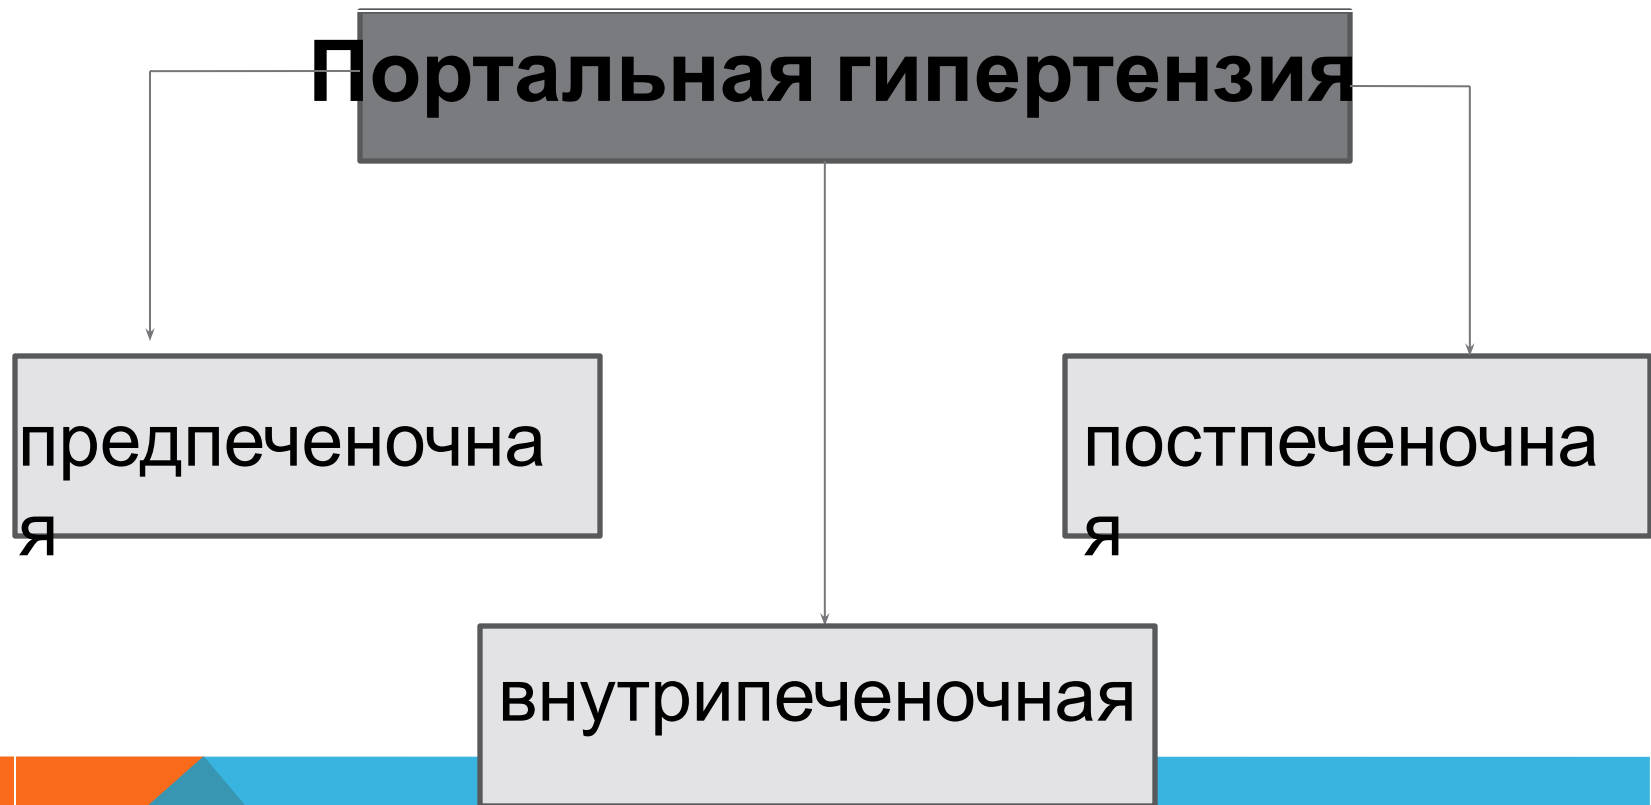 Портальная гипертензия
предпеченочна
я
постпеченочна
я
внутрипеченочная